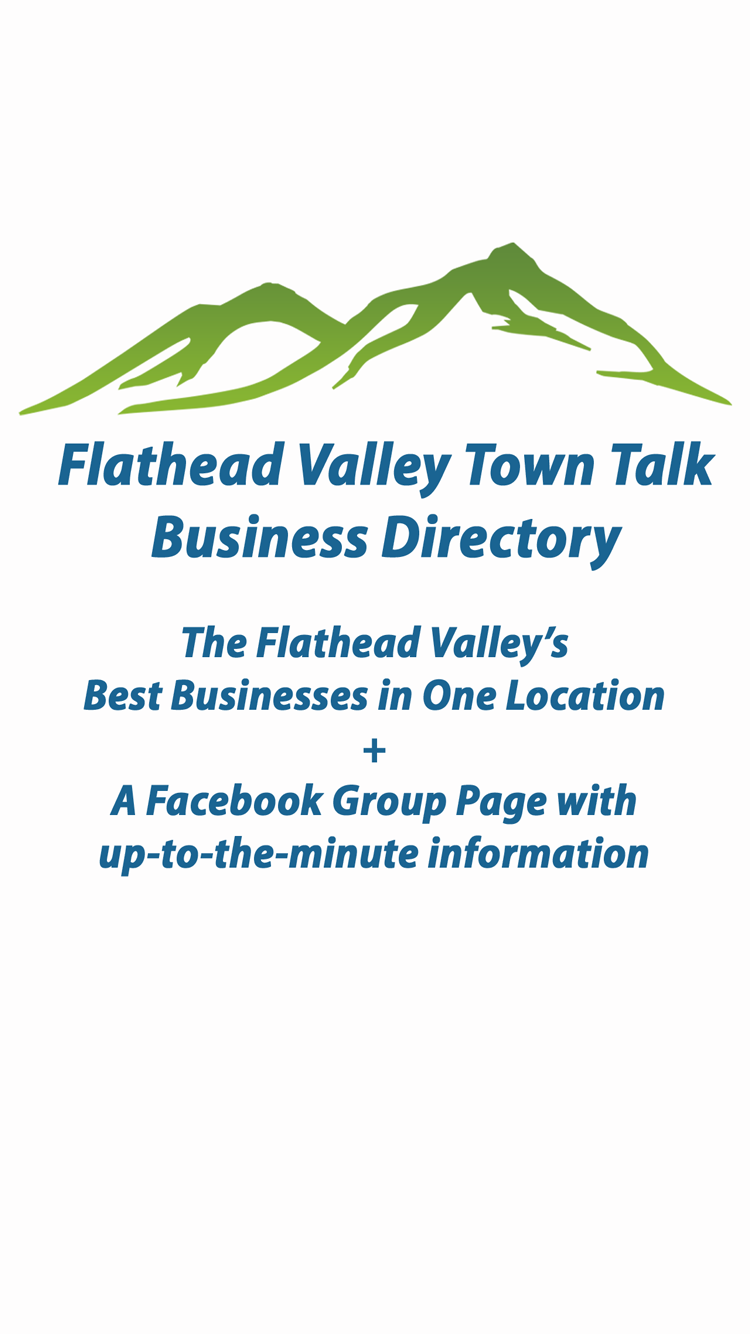 Flathead Valley Town Talk
Business Directory
The Flathead Valley’s
Best Businesses in One Location
+
A Facebook Group Page with
up-to-the-minute information